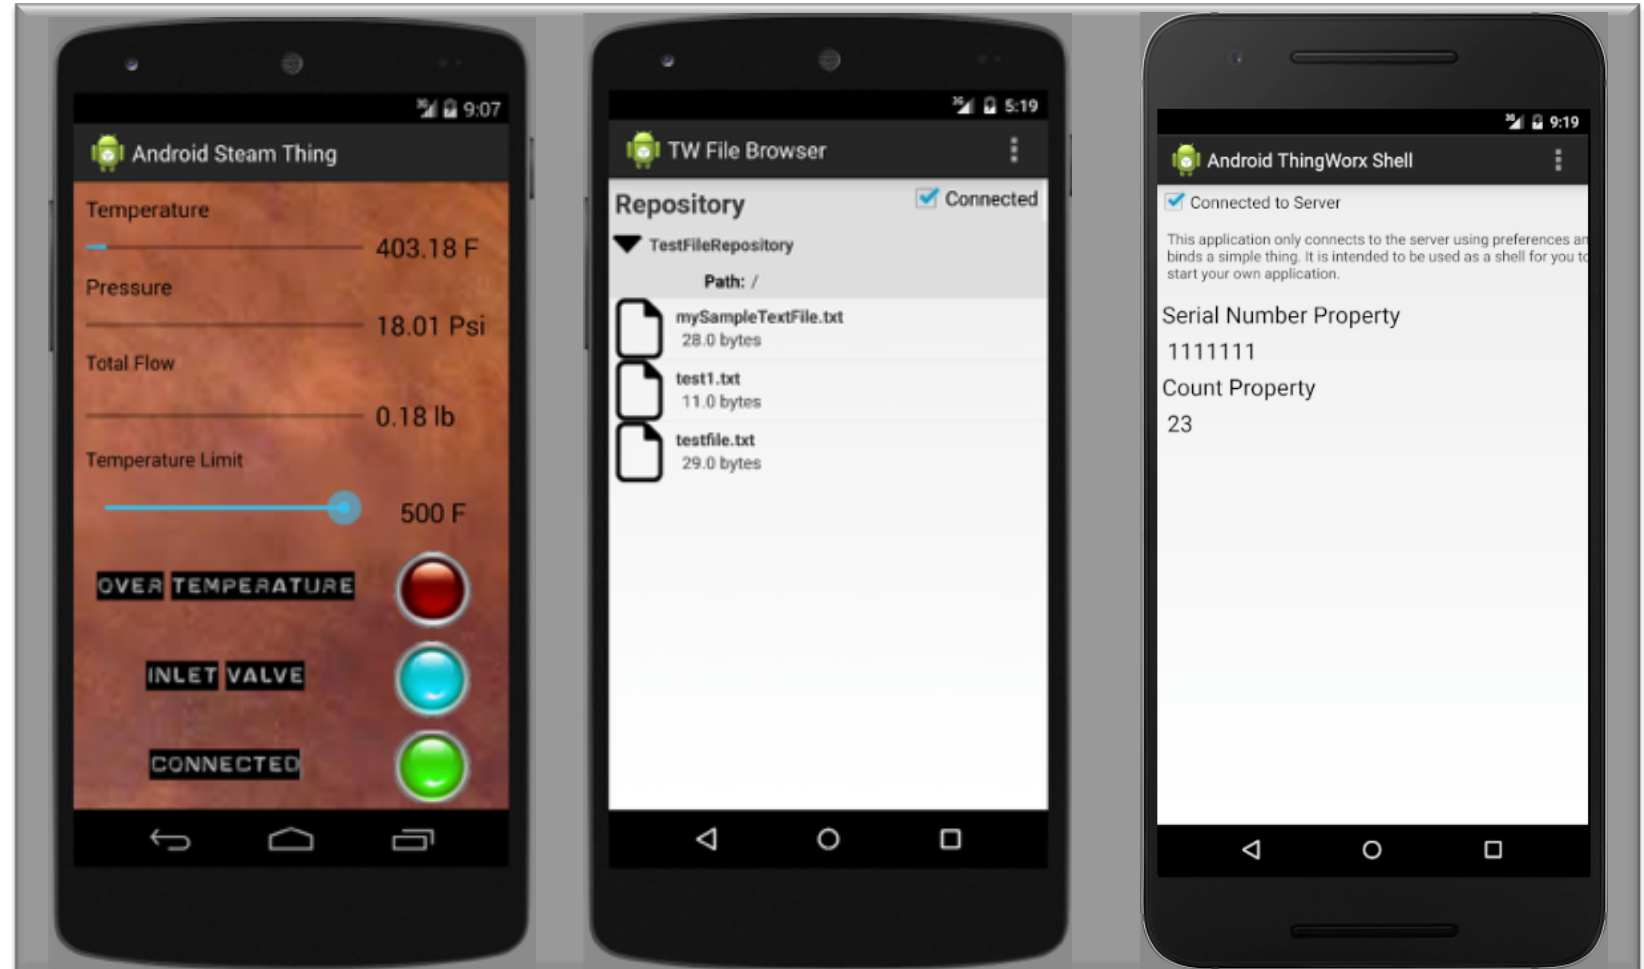 3G 9:07
Android Steam Thing
Temperature
403.18 F
Pressure
18.01 Psi
Total Flow
0.18 lb
Temperature Limit
500 F
OVER TEMPERATURE
INLET VALVE
CONNECTED
3G 5:19
TW File Browser
Repository
Connected
TestFileRepository
Path: /
mySampleTextFile.txt
28.0 bytes
test1.txt
11.0 bytes
testfile.txt
29.0 bytes
3G 9:19
Android ThingWorx Shell
Connected to Server
This application only connects to the server using preferences an
binds a simple thing. It is intended to be used as a shell for you to
start your own application.
Serial Number Property
1111111
Count Property
23